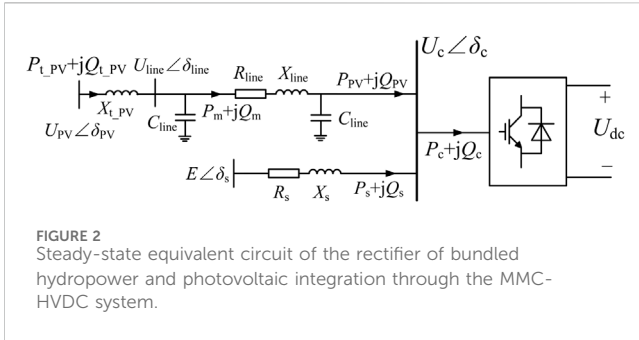 P_t_PV+jQ_t_PV U_line∠δ_line
R_line X_line
P_PV+jQ_PV
U_c∠δ_c
X_t_PV
C_line
P_m+jQ_m
C_line
U_PV∠δ_PV
E∠δ_s
R_s X_s
P_s+jQ_s
P_c+jQ_c
+
U_dc
−
FIGURE 2
Steady-state equivalent circuit of the rectifier of bundled
hydropower and photovoltaic integration through the MMC-
HVDC system.